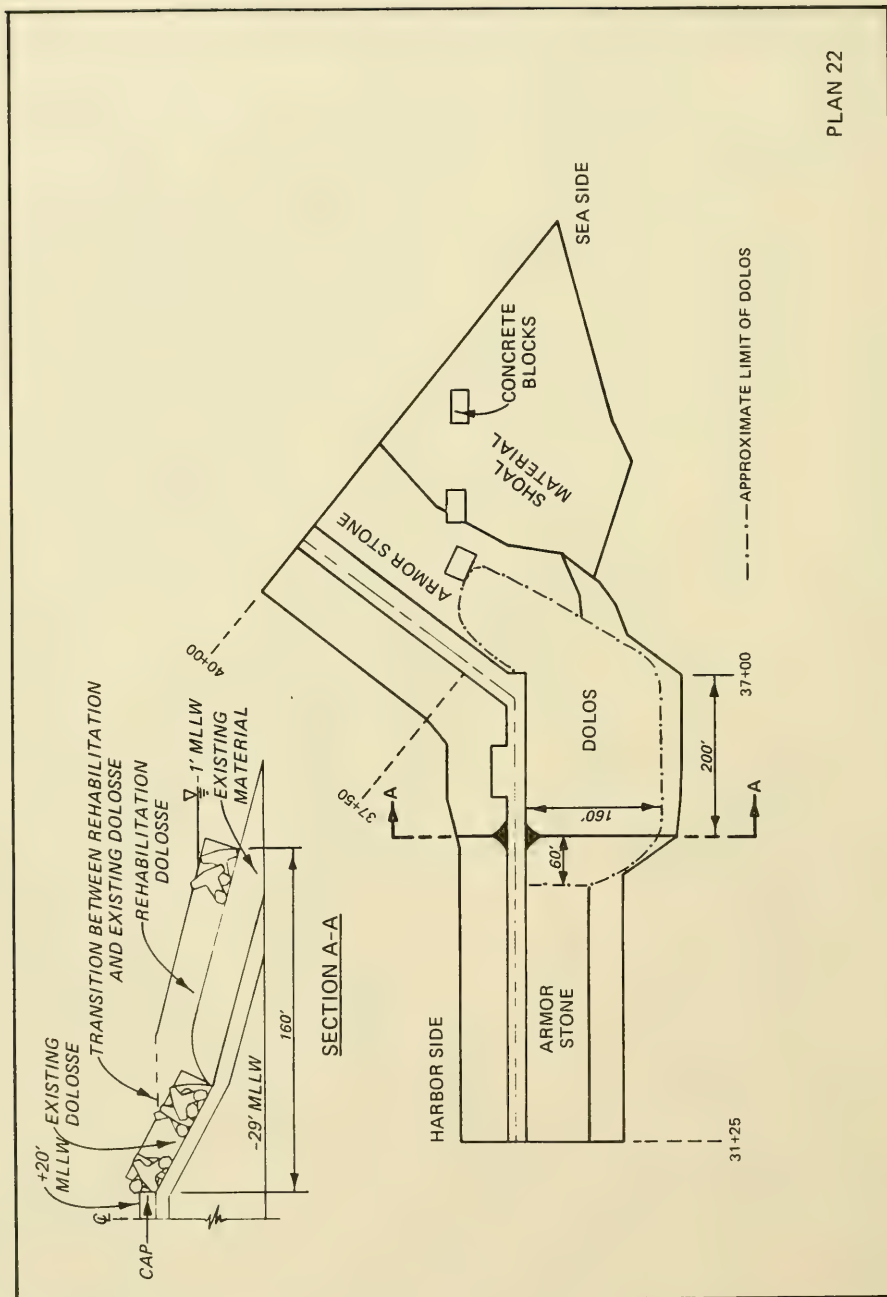 ℄
+20'
MLLW
EXISTING
DOLOSSE
TRANSITION BETWEEN REHABILITATION
AND EXISTING DOLOSSE
REHABILITATION
DOLOSSE
-1' MLLW
EXISTING
MATERIAL
CAP
-29' MLLW
160'
SECTION A-A
HARBOR SIDE
40+00
37+50
A
A
ARMOR STONE
SHOAL
MATERIAL
CONCRETE
BLOCKS
SEA SIDE
ARMOR
STONE
60'
160'
DOLOS
200'
31+25
37+00
APPROXIMATE LIMIT OF DOLOS
PLAN 22